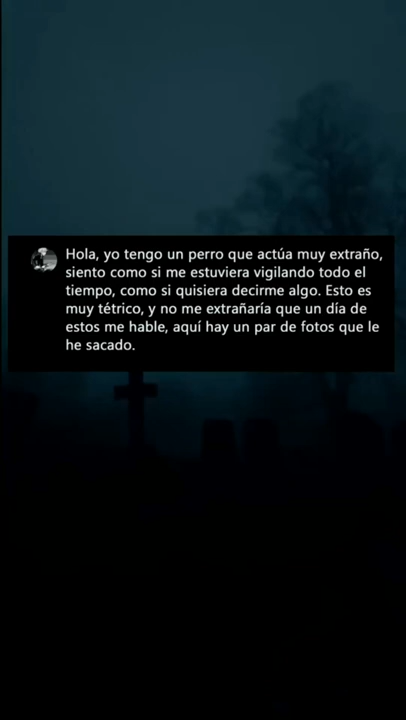 Hola, yo tengo un perro que actúa muy extraño,
siento como si me estuviera vigilando todo el
tiempo, como si quisiera decirme algo. Esto es
muy tétrico, y no me extrañaría que un día de
estos me hable, aquí hay un par de fotos que le
he sacado.